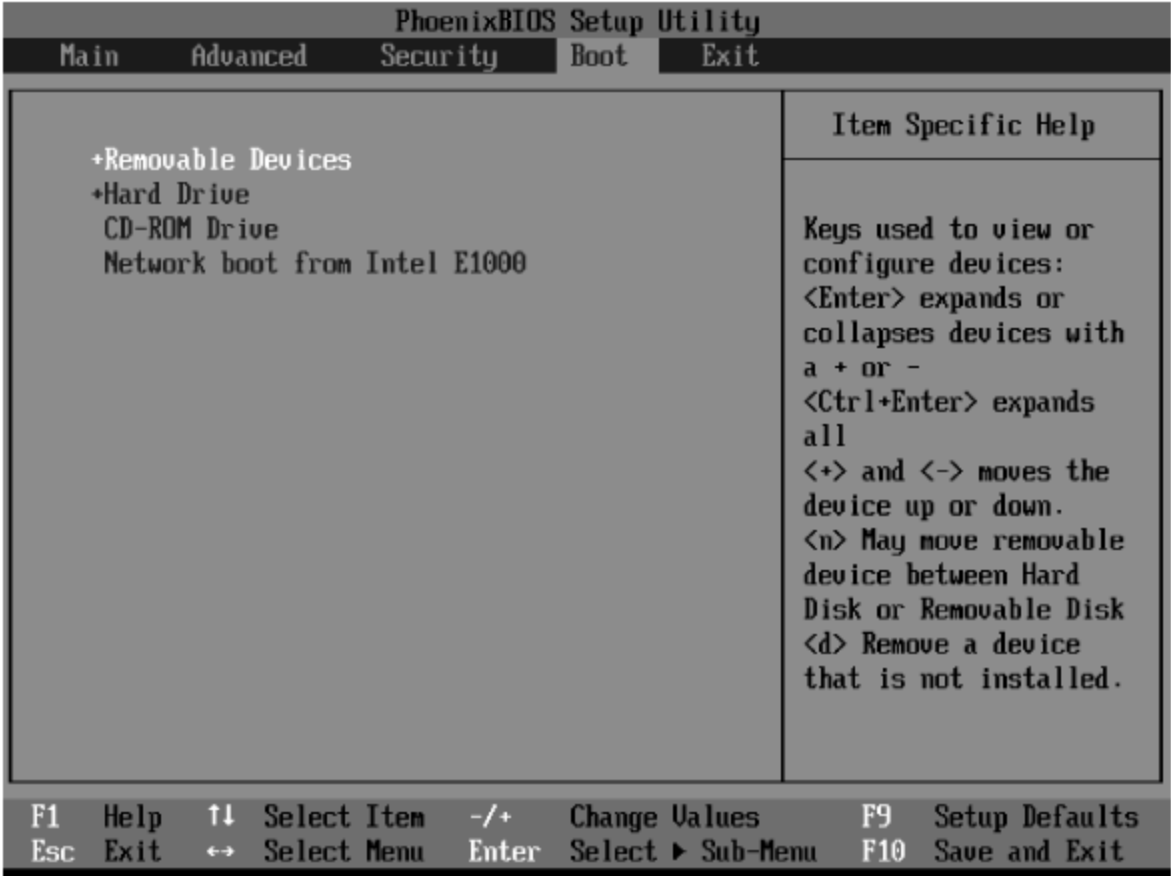 PhoenixBIOS Setup Utility
Main Advanced Security Boot Exit
+Removable Devices
+Hard Drive
CD-ROM Drive
Network boot from Intel E1000
Item Specific Help
Keys used to view or
configure devices:
<Enter> expands or
collapses devices with
a + or -
<Ctrl+Enter> expands
all
<+> and <-> moves the
device up or down.
<n> May move removable
device between Hard
Disk or Removable Disk
<d> Remove a device
that is not installed.
F1 Help ↑↓ Select Item -/+ Change Values F9 Setup Defaults
Esc Exit ↔ Select Menu Enter Select ▶ Sub-Menu F10 Save and Exit